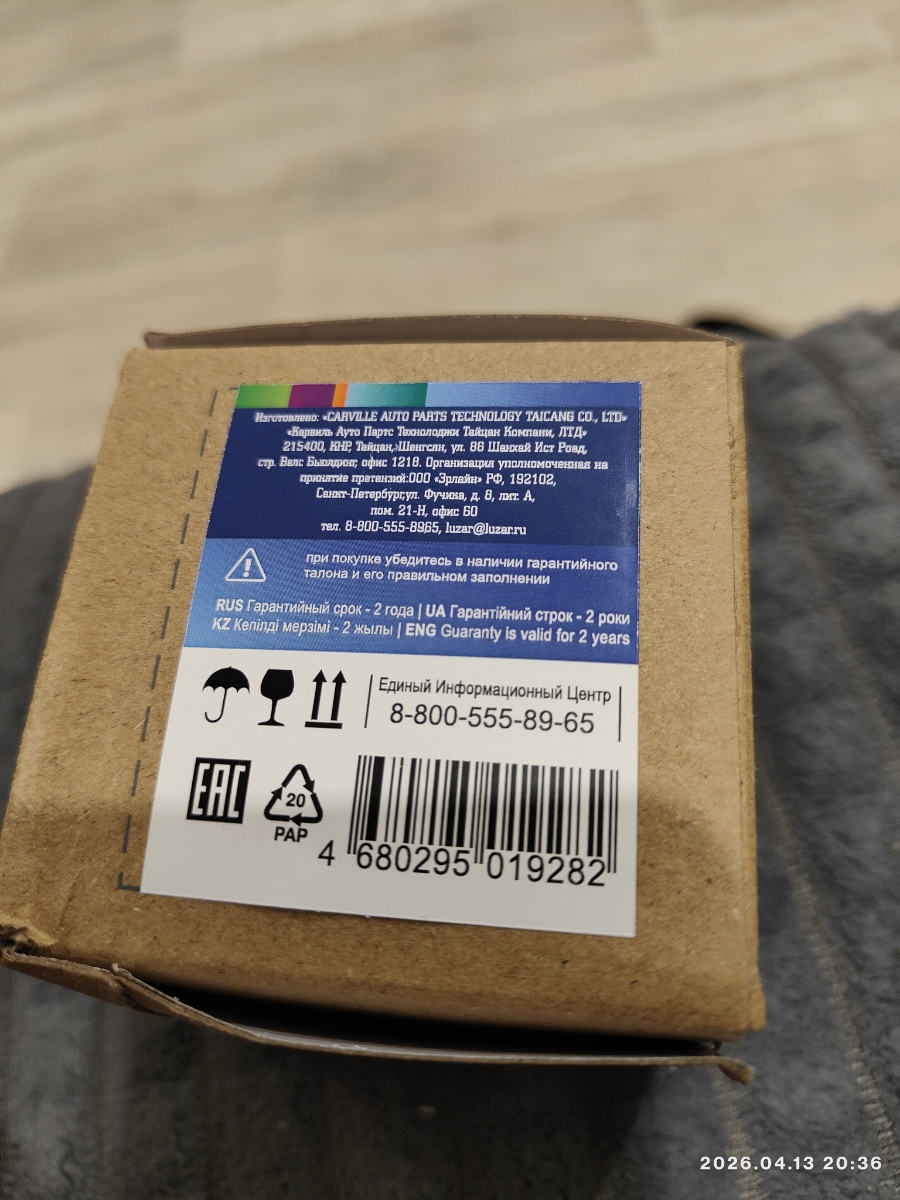 Изготовлено: «CARVILLE AUTO PARTS TECHNOLOGY TAICANG CO., LTD»
«Карвиль Ауто Партс Технолоджи Тайцан Компани, ЛТД»
215400, КНР, Тайцан, Шенгсян, ул. 88 Шанхай Ист Роад,
стр. Велс Бьюлдинг, офис 1218. Организация уполномоченная на
принятие претензий:ООО «Эрлайн» РФ, 192102,
Санкт-Петербург,ул. Фучика, д. 8, лит. А,
пом. 21-Н, офис 60
тел. 8-800-555-8965, luzar@luzar.ru
при покупке убедитесь в наличии гарантийного
талона и его правильном заполнении
RUS Гарантийный срок - 2 года | UA Гарантійний строк - 2 роки
KZ Кепілді мерзімі - 2 жылы | ENG Guaranty is valid for 2 years
Единый Информационный Центр
8-800-555-89-65
EAC
20
PAP
4 680295 019282
2026.04.13 20:36